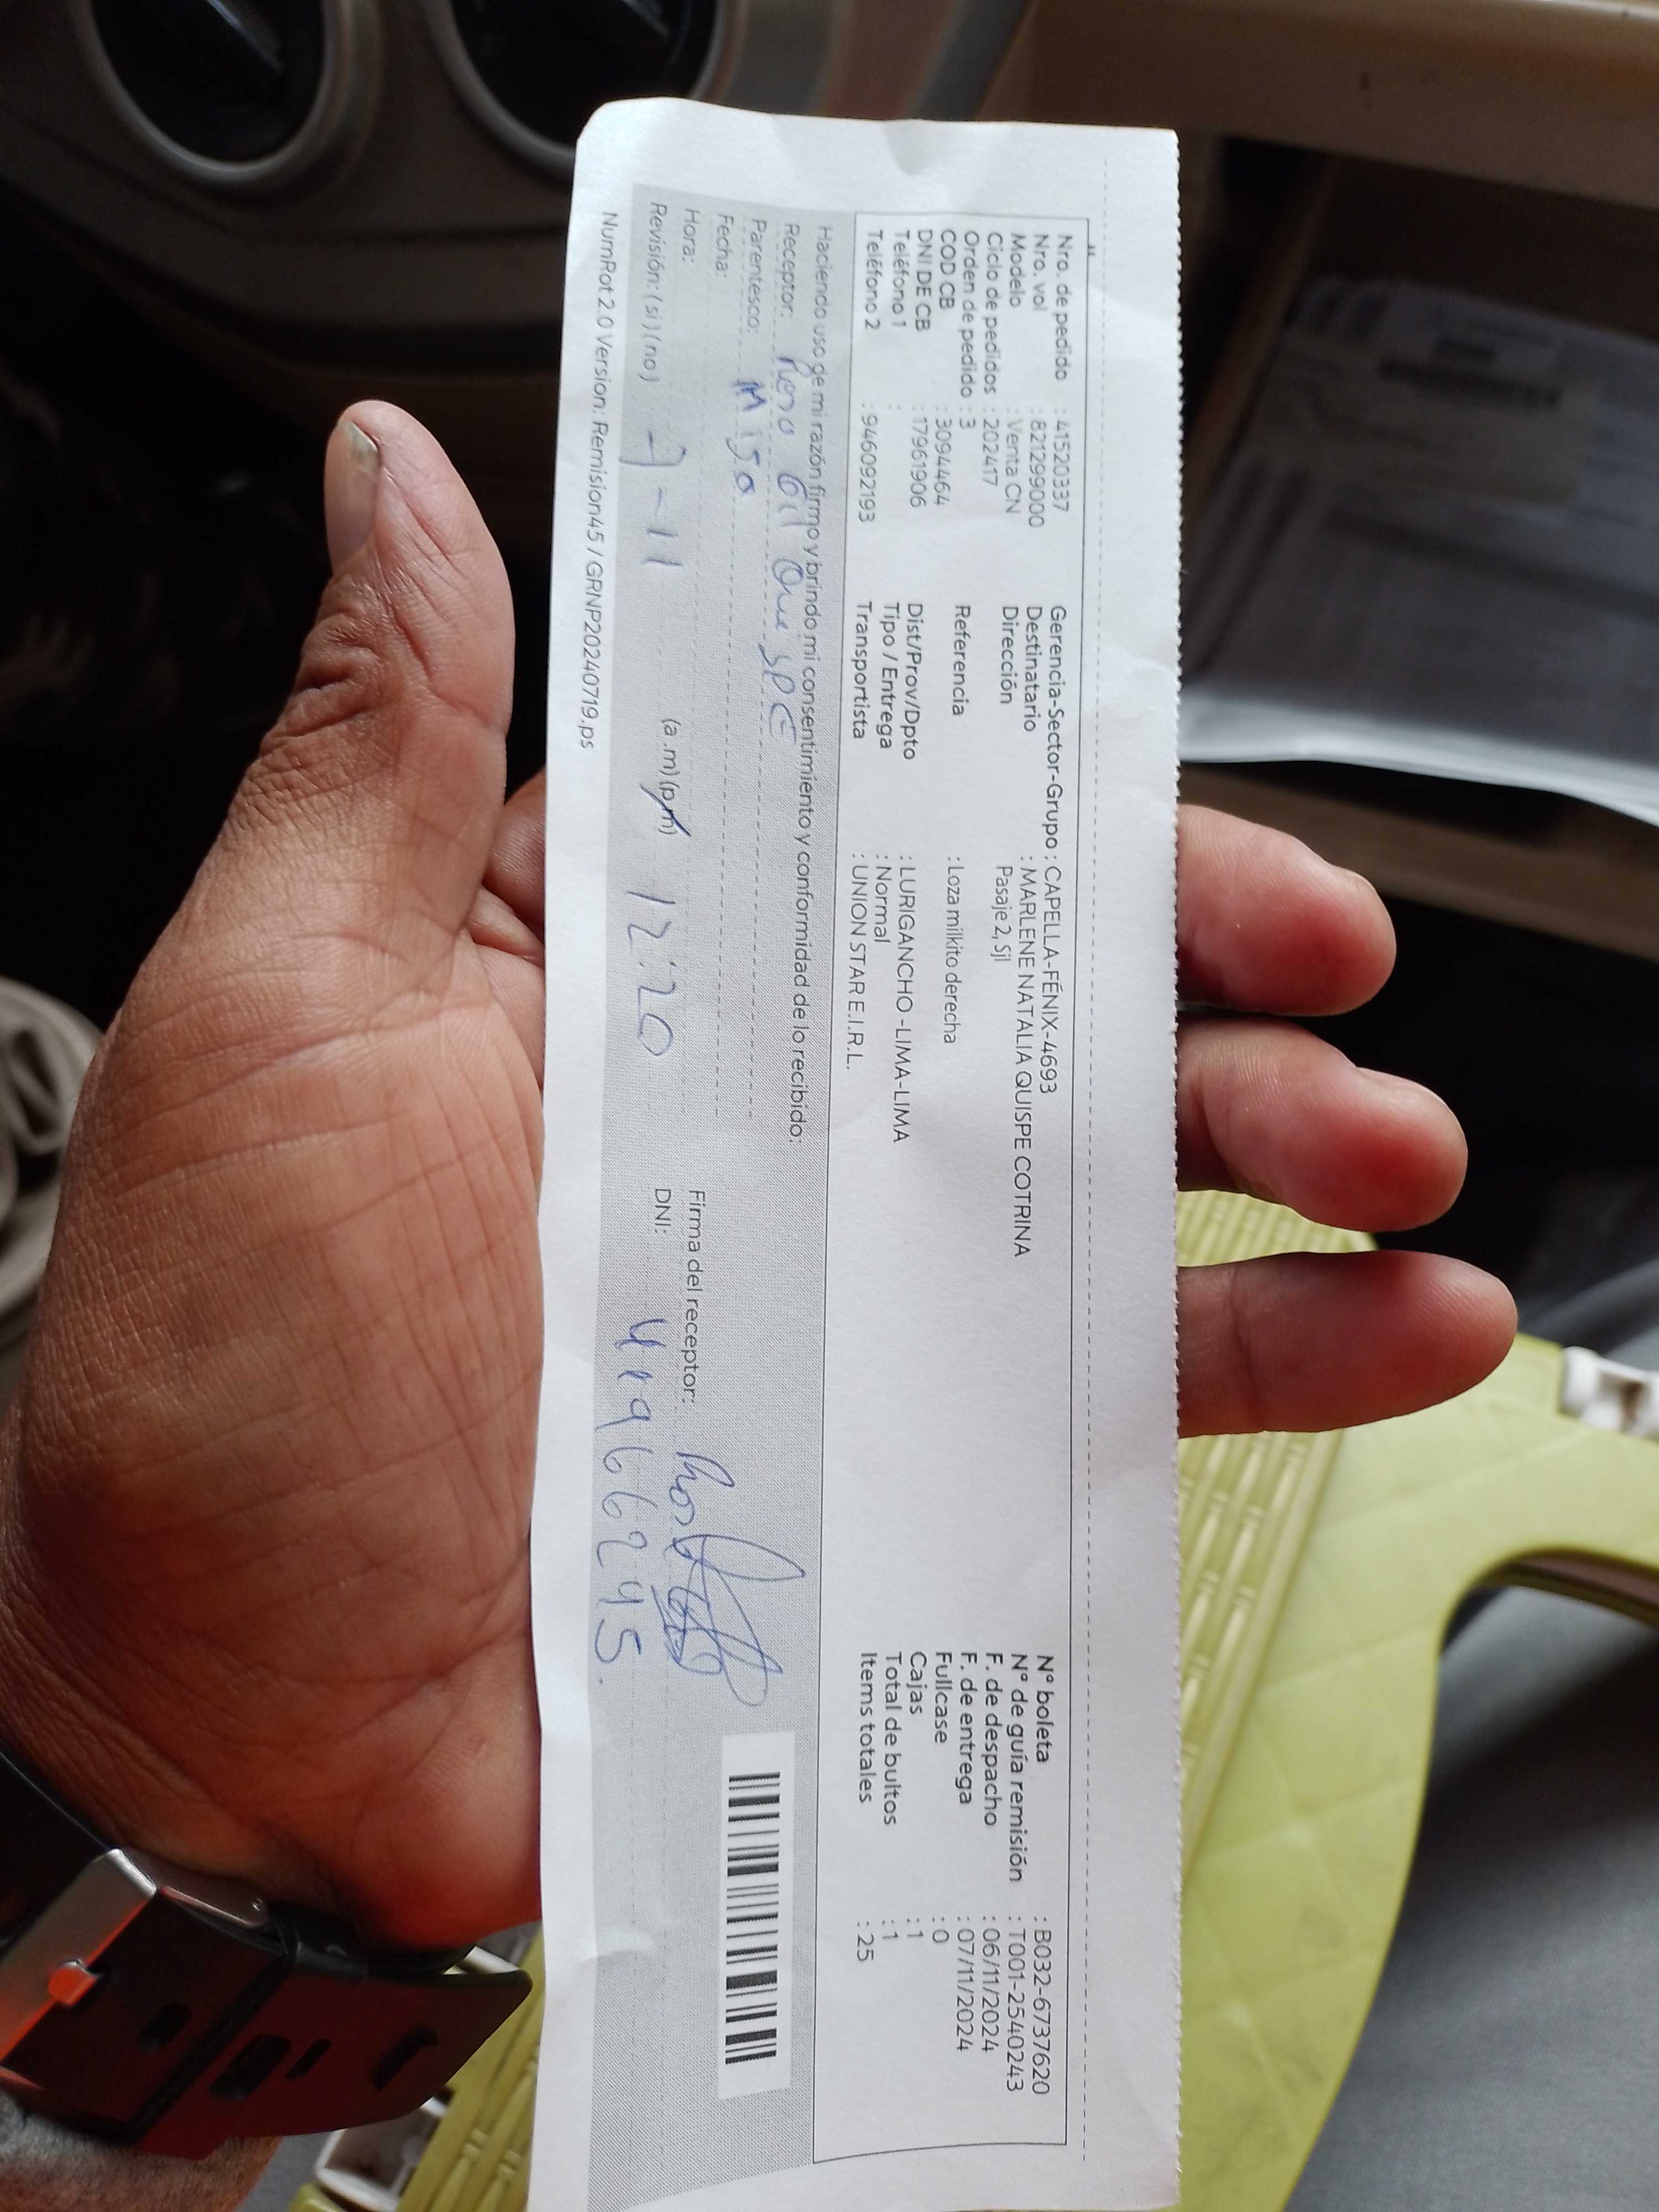 Nro. de pedido : 41520337
Nro. vol : 821299000
Modelo : Venta CN
Ciclo de pedidos : 202417
Orden de pedido : 3
COD CB : 3094464
DNI DE CB : 17961906
Teléfono 1 :
Teléfono 2 : 946092193
Gerencia-Sector-Grupo : CAPELLA-FÉNIX-4693
Destinatario : MARLENE NATALIA QUISPE COTRINA
Dirección Pasaje 2, Sjl
Referencia : Loza milkito derecha
Dist/Prov/Dpto : LURIGANCHO -LIMA-LIMA
Tipo / Entrega : Normal
Transportista : UNION STAR E.I.R.L.
N° boleta : B032-6737620
N° de guía remisión : T001-2540243
F. de despacho : 06/11/2024
F. de entrega : 07/11/2024
Fullcase : 0
Cajas : 1
Total de bultos : 1
Items totales : 25
Haciendo uso de mi razón firmo y brindo mi consentimiento y conformidad de lo recibido:
Receptor:
Parentesco:
Fecha:
Hora:
Revisión: (si) (no) 7-11 (a.m) (pm) 12:20
Firma del receptor:
DNI: 41966245.
NumRot 2.0 Version: Remision45 / GRNP20240719.ps